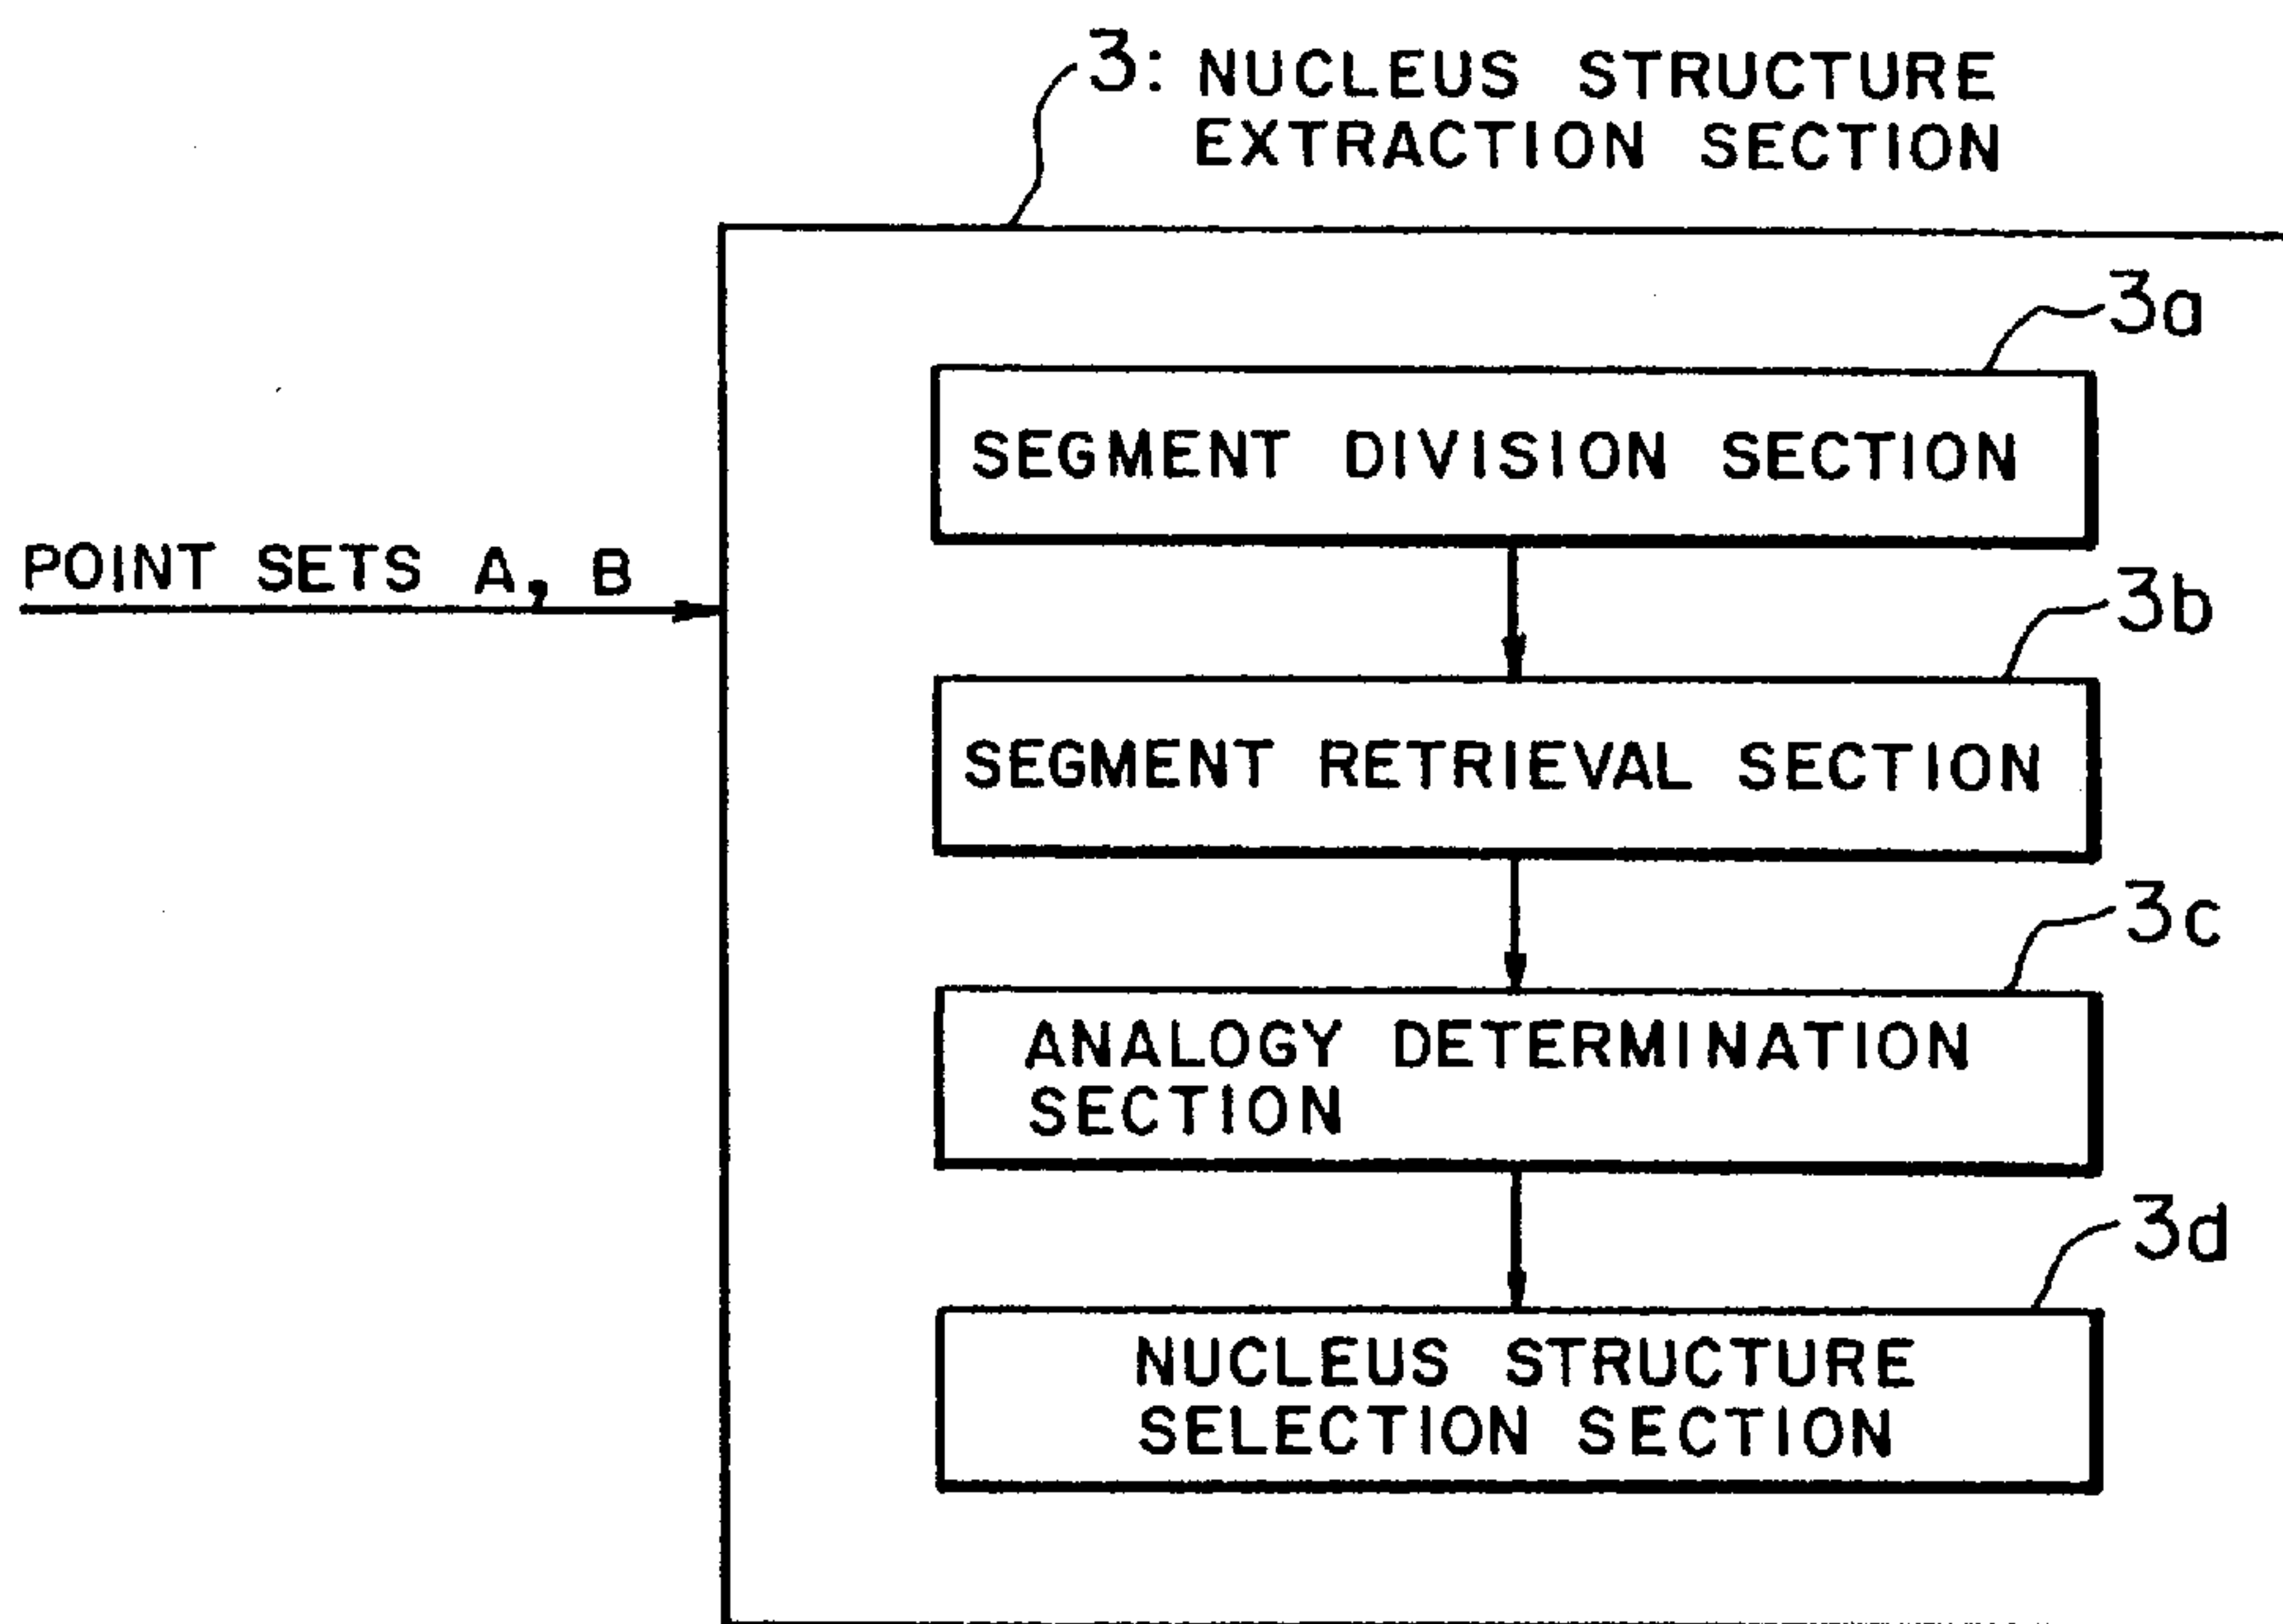 3: NUCLEUS STRUCTURE
EXTRACTION SECTION
3a
SEGMENT DIVISION SECTION
POINT SETS A, B
3b
SEGMENT RETRIEVAL SECTION
3c
ANALOGY DETERMINATION
SECTION
3d
NUCLEUS STRUCTURE
SELECTION SECTION